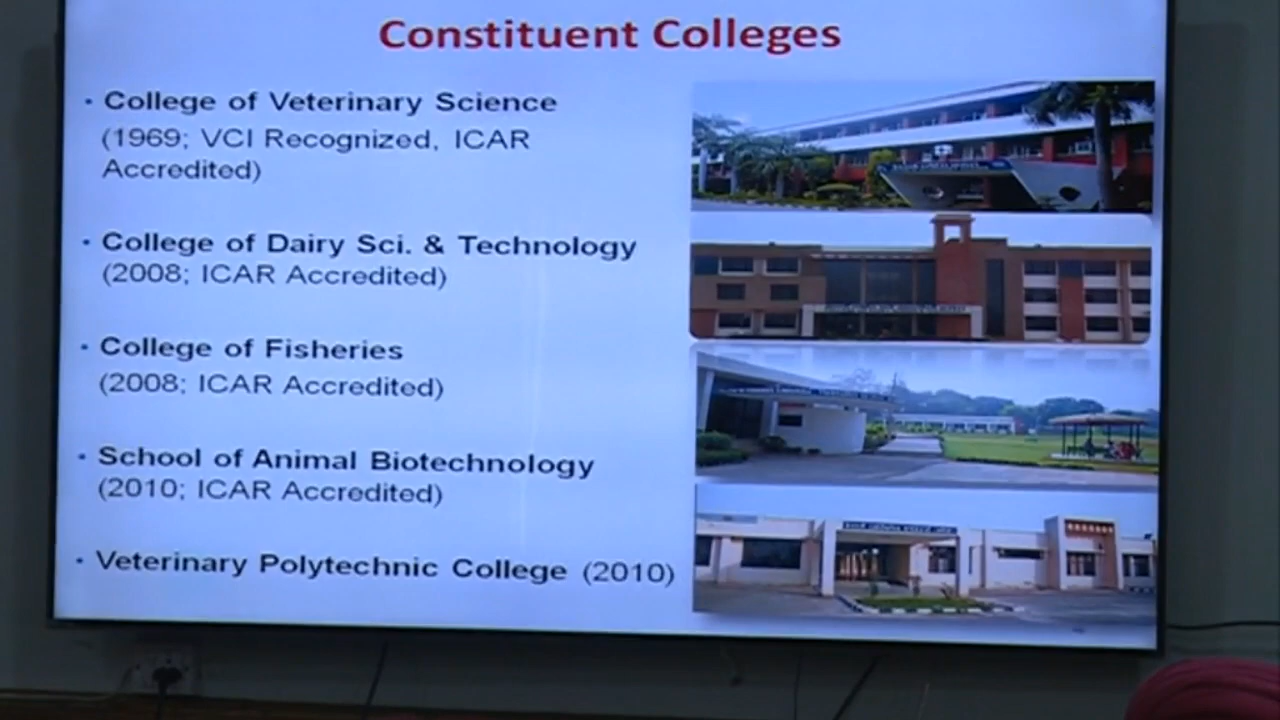 Constituent Colleges
• College of Veterinary Science
(1969; VCI Recognized, ICAR
Accredited)
• College of Dairy Sci. & Technology
(2008; ICAR Accredited)
• College of Fisheries
(2008; ICAR Accredited)
• School of Animal Biotechnology
(2010; ICAR Accredited)
• Veterinary Polytechnic College (2010)